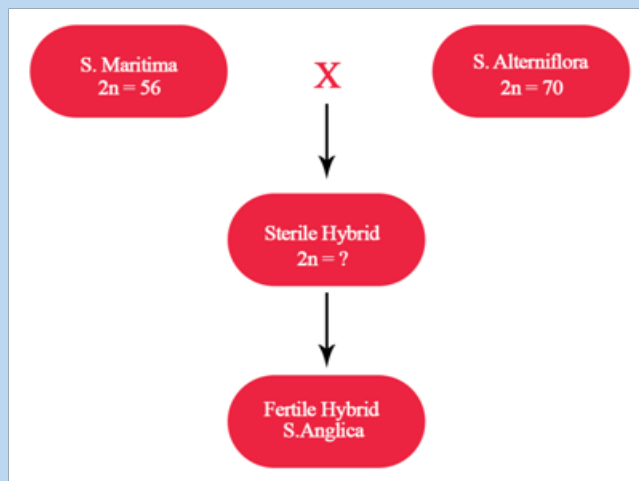 S. Maritima
2n = 56
X
S. Alterniflora
2n = 70
Sterile Hybrid
2n = ?
Fertile Hybrid
S.Anglica